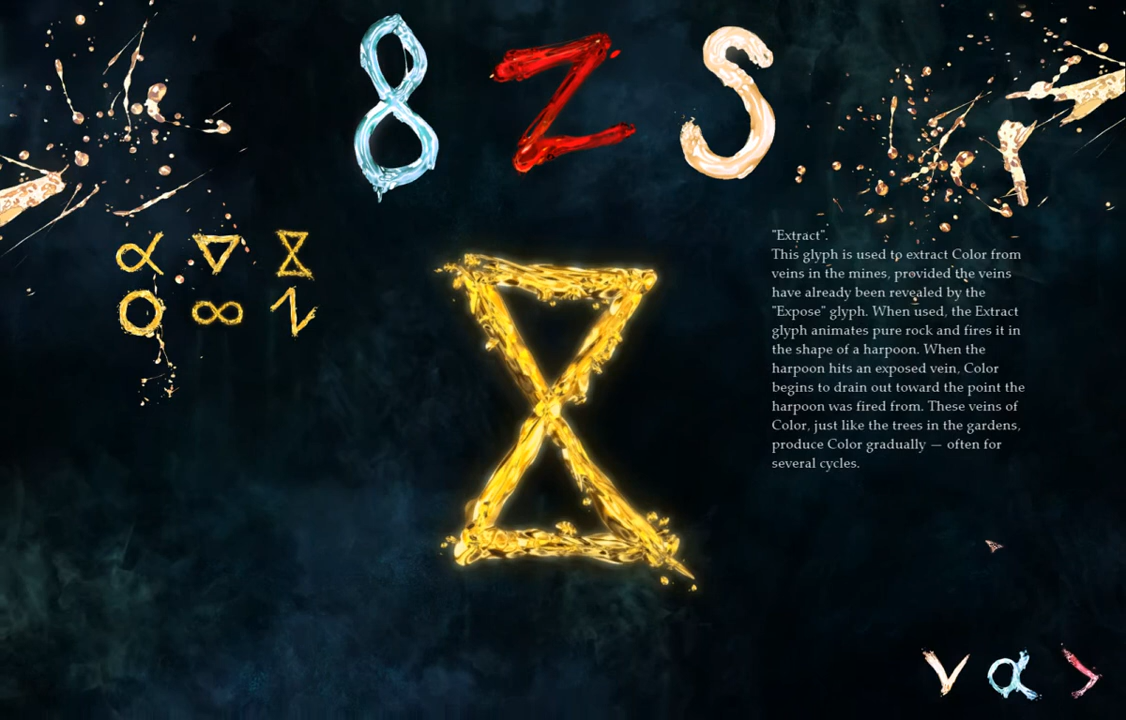 8 Z S
"Extract".
This glyph is used to extract Color from
veins in the mines, provided the veins
have already been revealed by the
"Expose" glyph. When used, the Extract
glyph animates pure rock and fires it in
the shape of a harpoon. When the
harpoon hits an exposed vein, Color
begins to drain out toward the point the
harpoon was fired from. These veins of
Color, just like the trees in the gardens,
produce Color gradually — often for
several cycles.